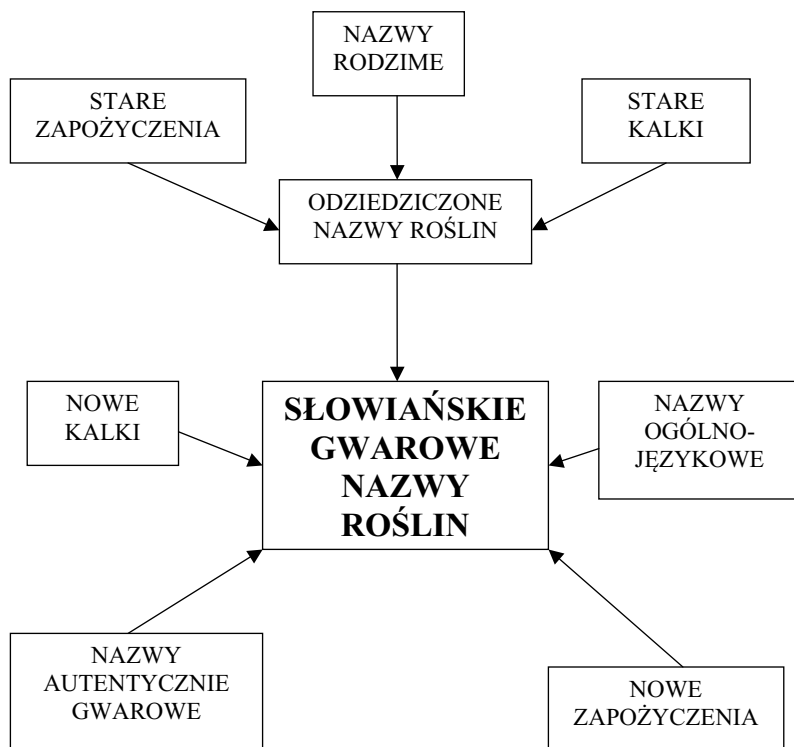 NAZWY
RODZIME
STARE
ZAPOŻYCZENIA
STARE
KALKI
ODZIEDZICZONE
NAZWY ROŚLIN
NOWE
KALKI
SŁOWIAŃSKIE
GWAROWE
NAZWY
ROŚLIN
NAZWY
OGÓLNO-
JĘZYKOWE
NAZWY
AUTENTYCZNIE
GWAROWE
NOWE
ZAPOŻYCZENIA